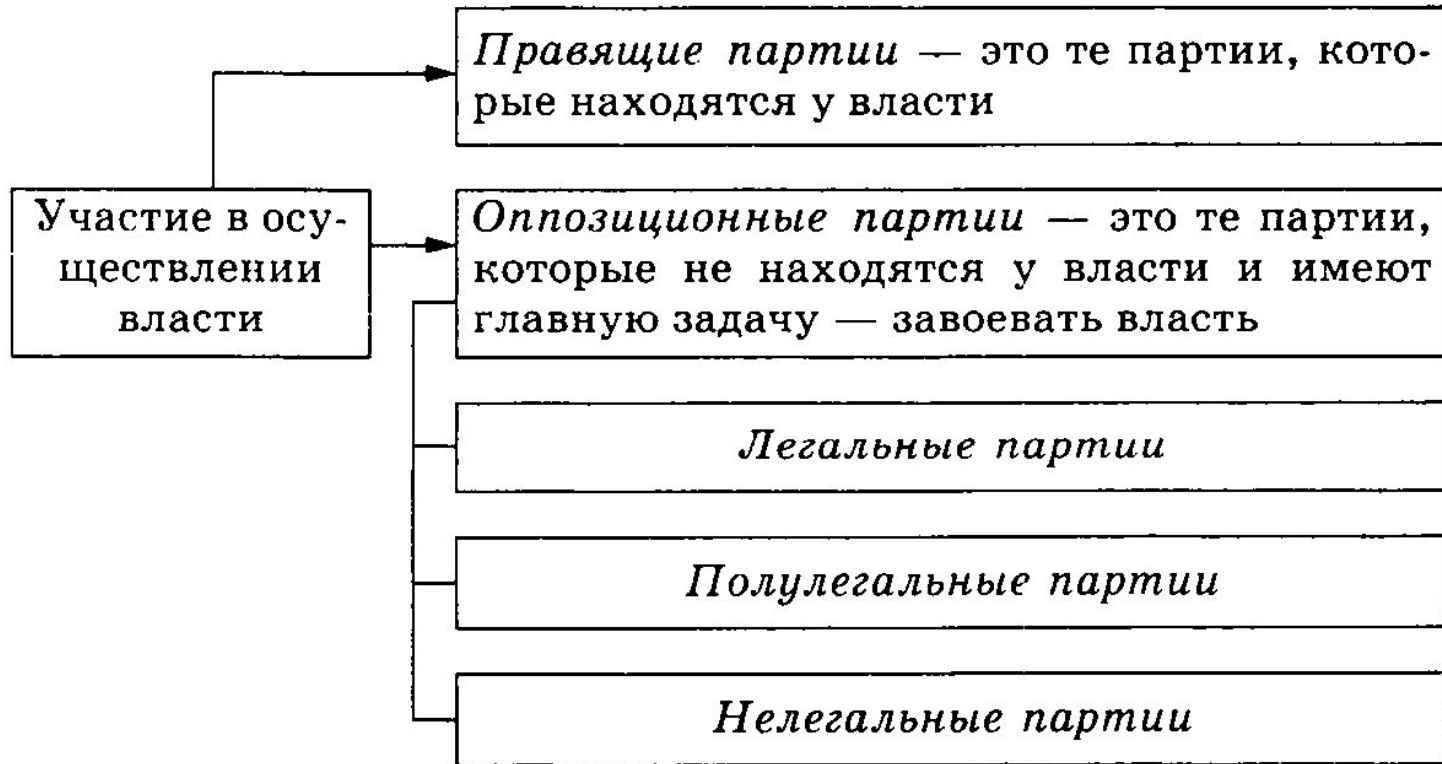 Правящие партии — это те партии, кото-
рые находятся у власти
Участие в осу-
ществлении
власти
Оппозиционные партии — это те партии,
которые не находятся у власти и имеют
главную задачу — завоевать власть
Легальные партии
Полулегальные партии
Нелегальные партии